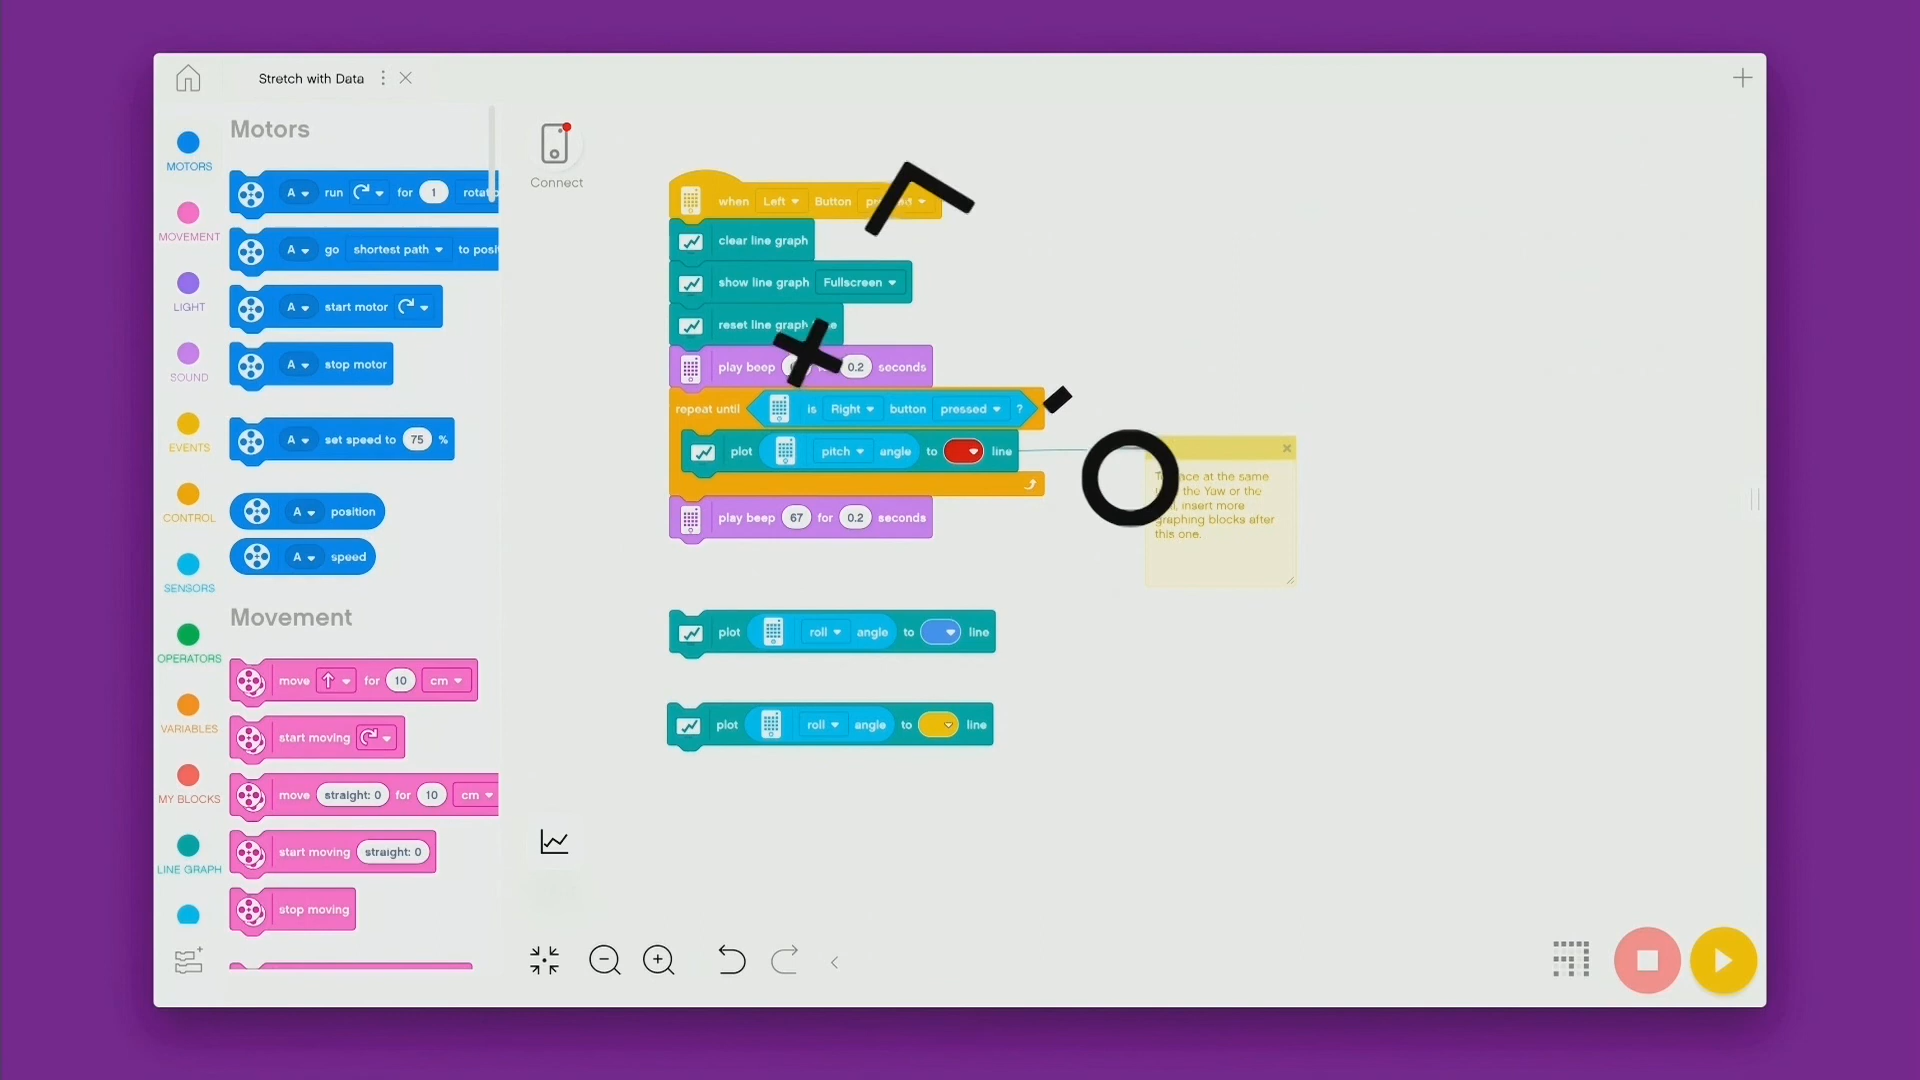 Stretch with Data
Motors
MOTORS
A run for 1
MOVEMENT
A go shortest path to
LIGHT
A start motor
SOUND
A stop motor
EVENTS
A set speed to 75 %
CONTROL
A position
SENSORS
A speed
OPERATORS
Movement
VARIABLES
move for 10 cm
MY BLOCKS
start moving
LINE GRAPH
move straight: 0 for 10 cm
start moving straight: 0
stop moving
Connect
when Left Button
clear line graph
show line graph Fullscreen
reset line graph
play beep 0.2 seconds
repeat until is Right button pressed ?
plot pitch angle to line
play beep 67 for 0.2 seconds
at the same
the Yaw or the
insert more
graphing blocks after
this one.
plot roll angle to line
plot roll angle to line